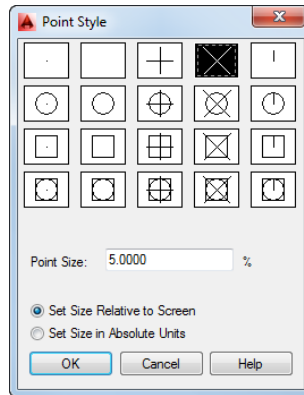 Point Style
Point Size: 5.0000 %
Set Size Relative to Screen
Set Size in Absolute Units
OK Cancel Help